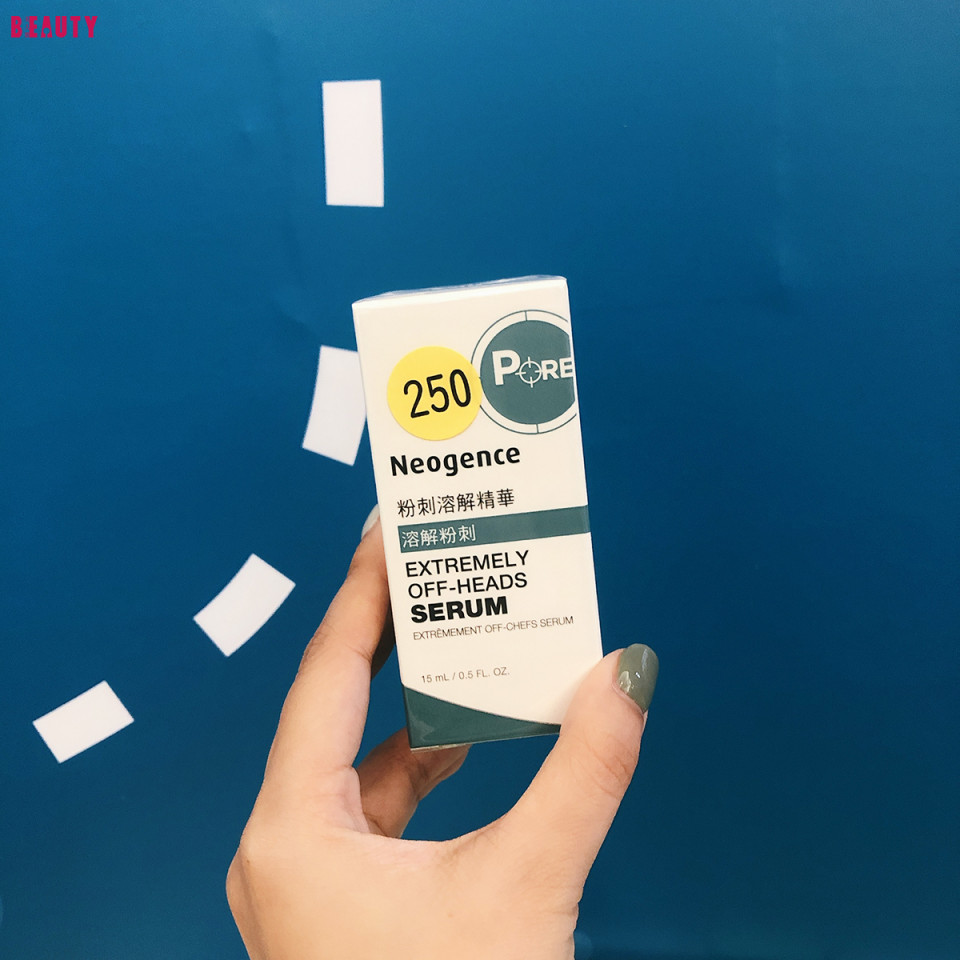 BEAUTY
250
PORE
Neogence
粉刺溶解精華
溶解粉刺
EXTREMELY
OFF-HEADS
SERUM
EXTRÊMEMENT OFF-CHEFS SERUM
15 mL / 0.5 FL. OZ.